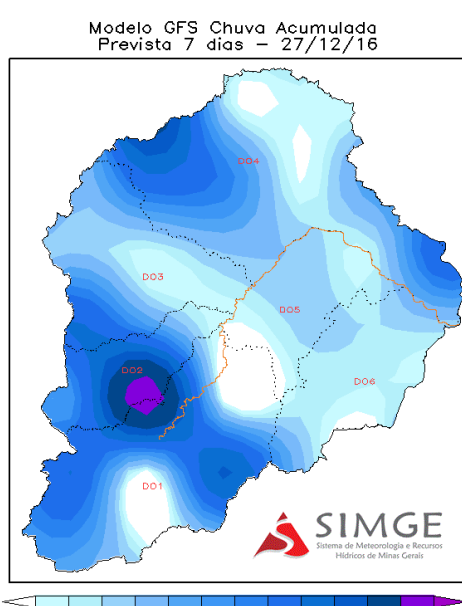 Modelo GFS Chuva Acumulada
Prevista 7 dias - 27/12/16
DO4
DO3
DO5
DO2
DO6
DO1
SIMGE
Sistema de Meteorologia e Recursos
Hídricos de Minas Gerais